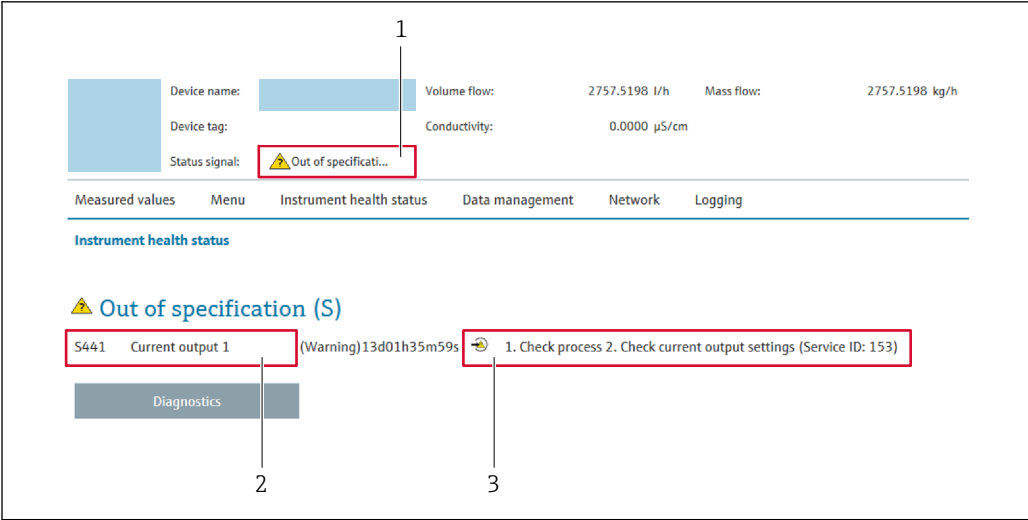 1
Device name: Volume flow: 2757.5198 l/h Mass flow: 2757.5198 kg/h
Device tag: Conductivity: 0.0000 µS/cm
Status signal: Out of specificati...
Measured values Menu Instrument health status Data management Network Logging
Instrument health status
Out of specification (S)
S441 Current output 1 (Warning)13d01h35m59s 1. Check process 2. Check current output settings (Service ID: 153)
Diagnostics
2 3